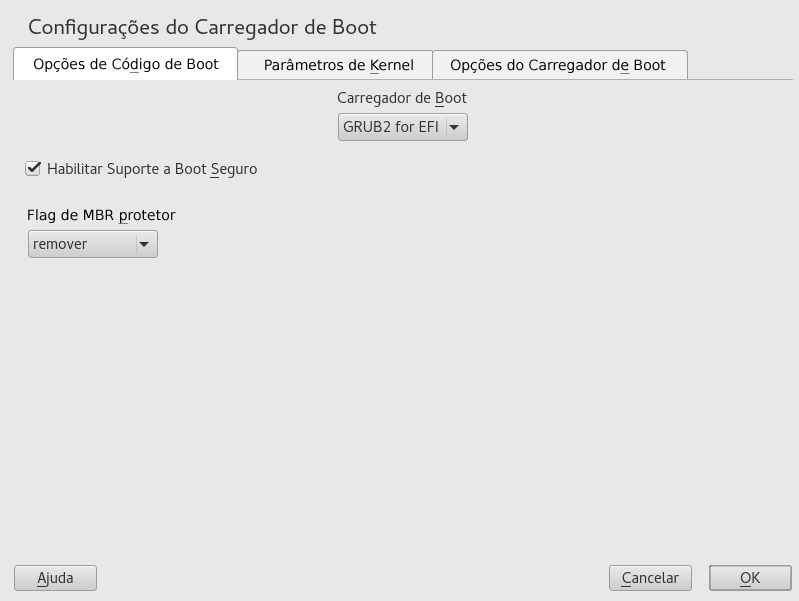 Configurações do Carregador de Boot
Opções de Código de Boot
Parâmetros de Kernel
Opções do Carregador de Boot
Carregador de Boot
GRUB2 for EFI
Habilitar Suporte a Boot Seguro
Flag de MBR protetor
remover
Ajuda
Cancelar
OK